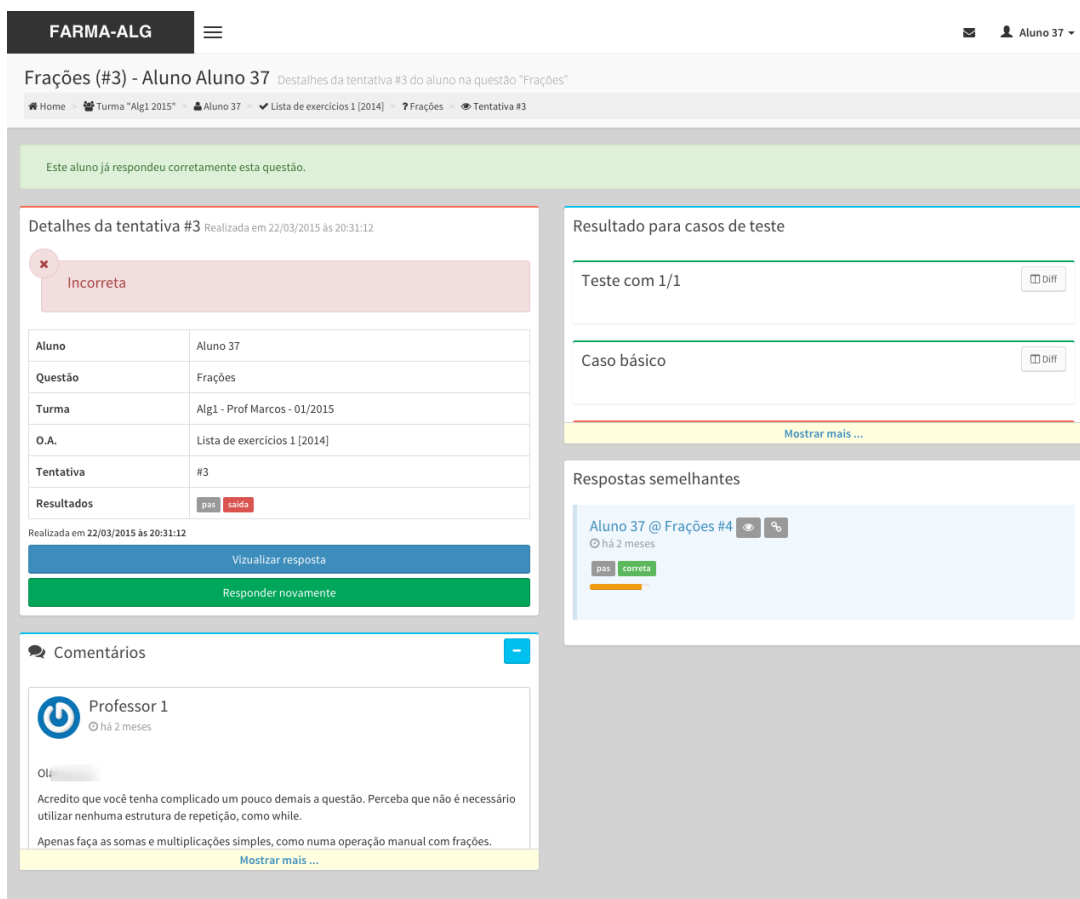 FARMA-ALG
Aluno 37
Frações (#3) - Aluno Aluno 37 Destalhes da tentativa #3 do aluno na questão "Frações"
Home > Turma "Alg1 2015" > Aluno 37 > Lista de exercícios 1 [2014] > ? Frações > Tentativa #3
Este aluno já respondeu corretamente esta questão.
Detalhes da tentativa #3 Realizada em 22/03/2015 às 20:31:12
Incorreta
Aluno Aluno 37
Questão Frações
Turma Alg1 - Prof Marcos - 01/2015
O.A. Lista de exercícios 1 [2014]
Tentativa #3
Resultados pas saida
Realizada em 22/03/2015 às 20:31:12
Vizualizar resposta
Responder novamente
Comentários
Professor 1
há 2 meses
Olá
Acredito que você tenha complicado um pouco demais a questão. Perceba que não é necessário
utilizar nenhuma estrutura de repetição, como while.
Apenas faça as somas e multiplicações simples, como numa operação manual com frações.
Mostrar mais ...
Resultado para casos de teste
Teste com 1/1 Diff
Caso básico Diff
Mostrar mais ...
Respostas semelhantes
Aluno 37 @ Frações #4
há 2 meses
pas correta